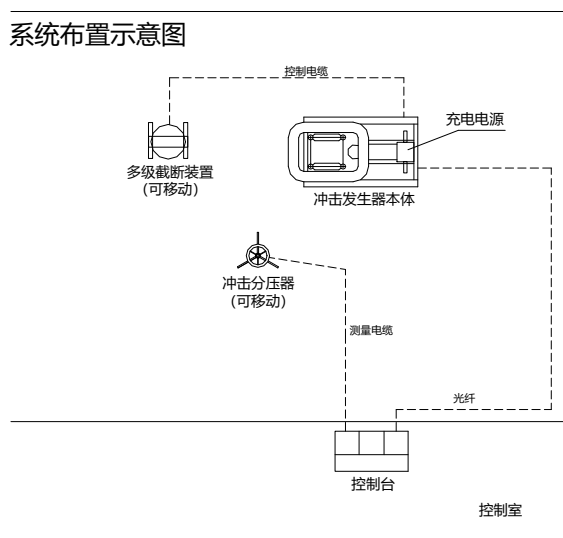 系统布置示意图
控制电缆
充电电源
多级截断装置
(可移动)
冲击发生器本体
冲击分压器
(可移动)
测量电缆
光纤
控制台
控制室